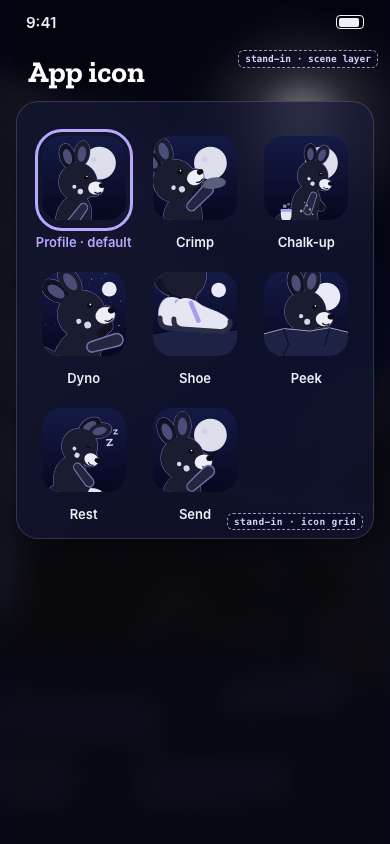 9:41
stand-in · scene layer
App icon
Profile · default
Crimp
Chalk-up
Dyno
Shoe
Peek
z
z
Rest
Send
stand-in · icon grid